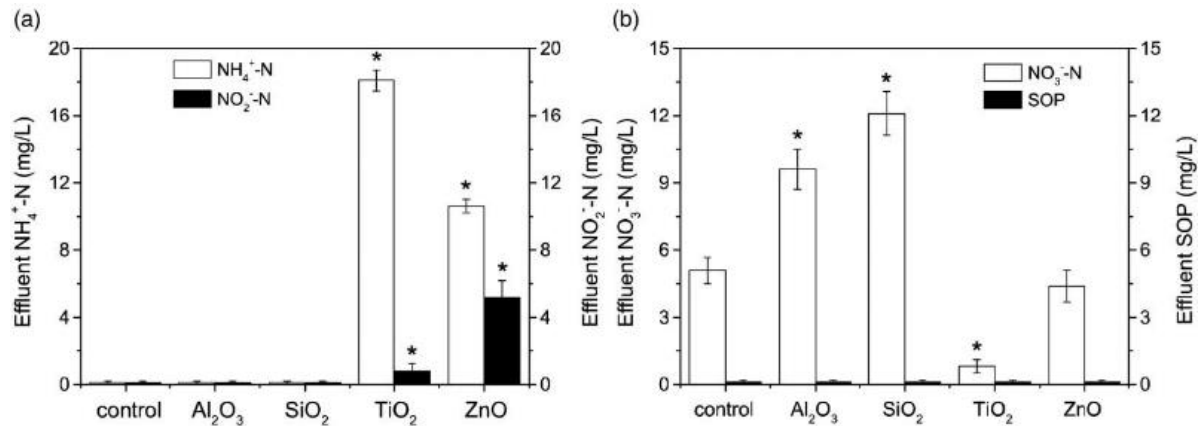 (a)
20
16
12
8
4
0
Effluent NH₄⁺-N (mg/L)
NH₄⁺-N
NO₂⁻-N
*
*
*
*
control Al₂O₃ SiO₂ TiO₂ ZnO
20
16
12
8
4
0
Effluent NO₂⁻-N (mg/L)
(b)
15
12
9
6
3
0
Effluent NO₃⁻-N (mg/L)
NO₃⁻-N
SOP
*
*
*
control Al₂O₃ SiO₂ TiO₂ ZnO
15
12
9
6
3
0
Effluent SOP (mg/L)